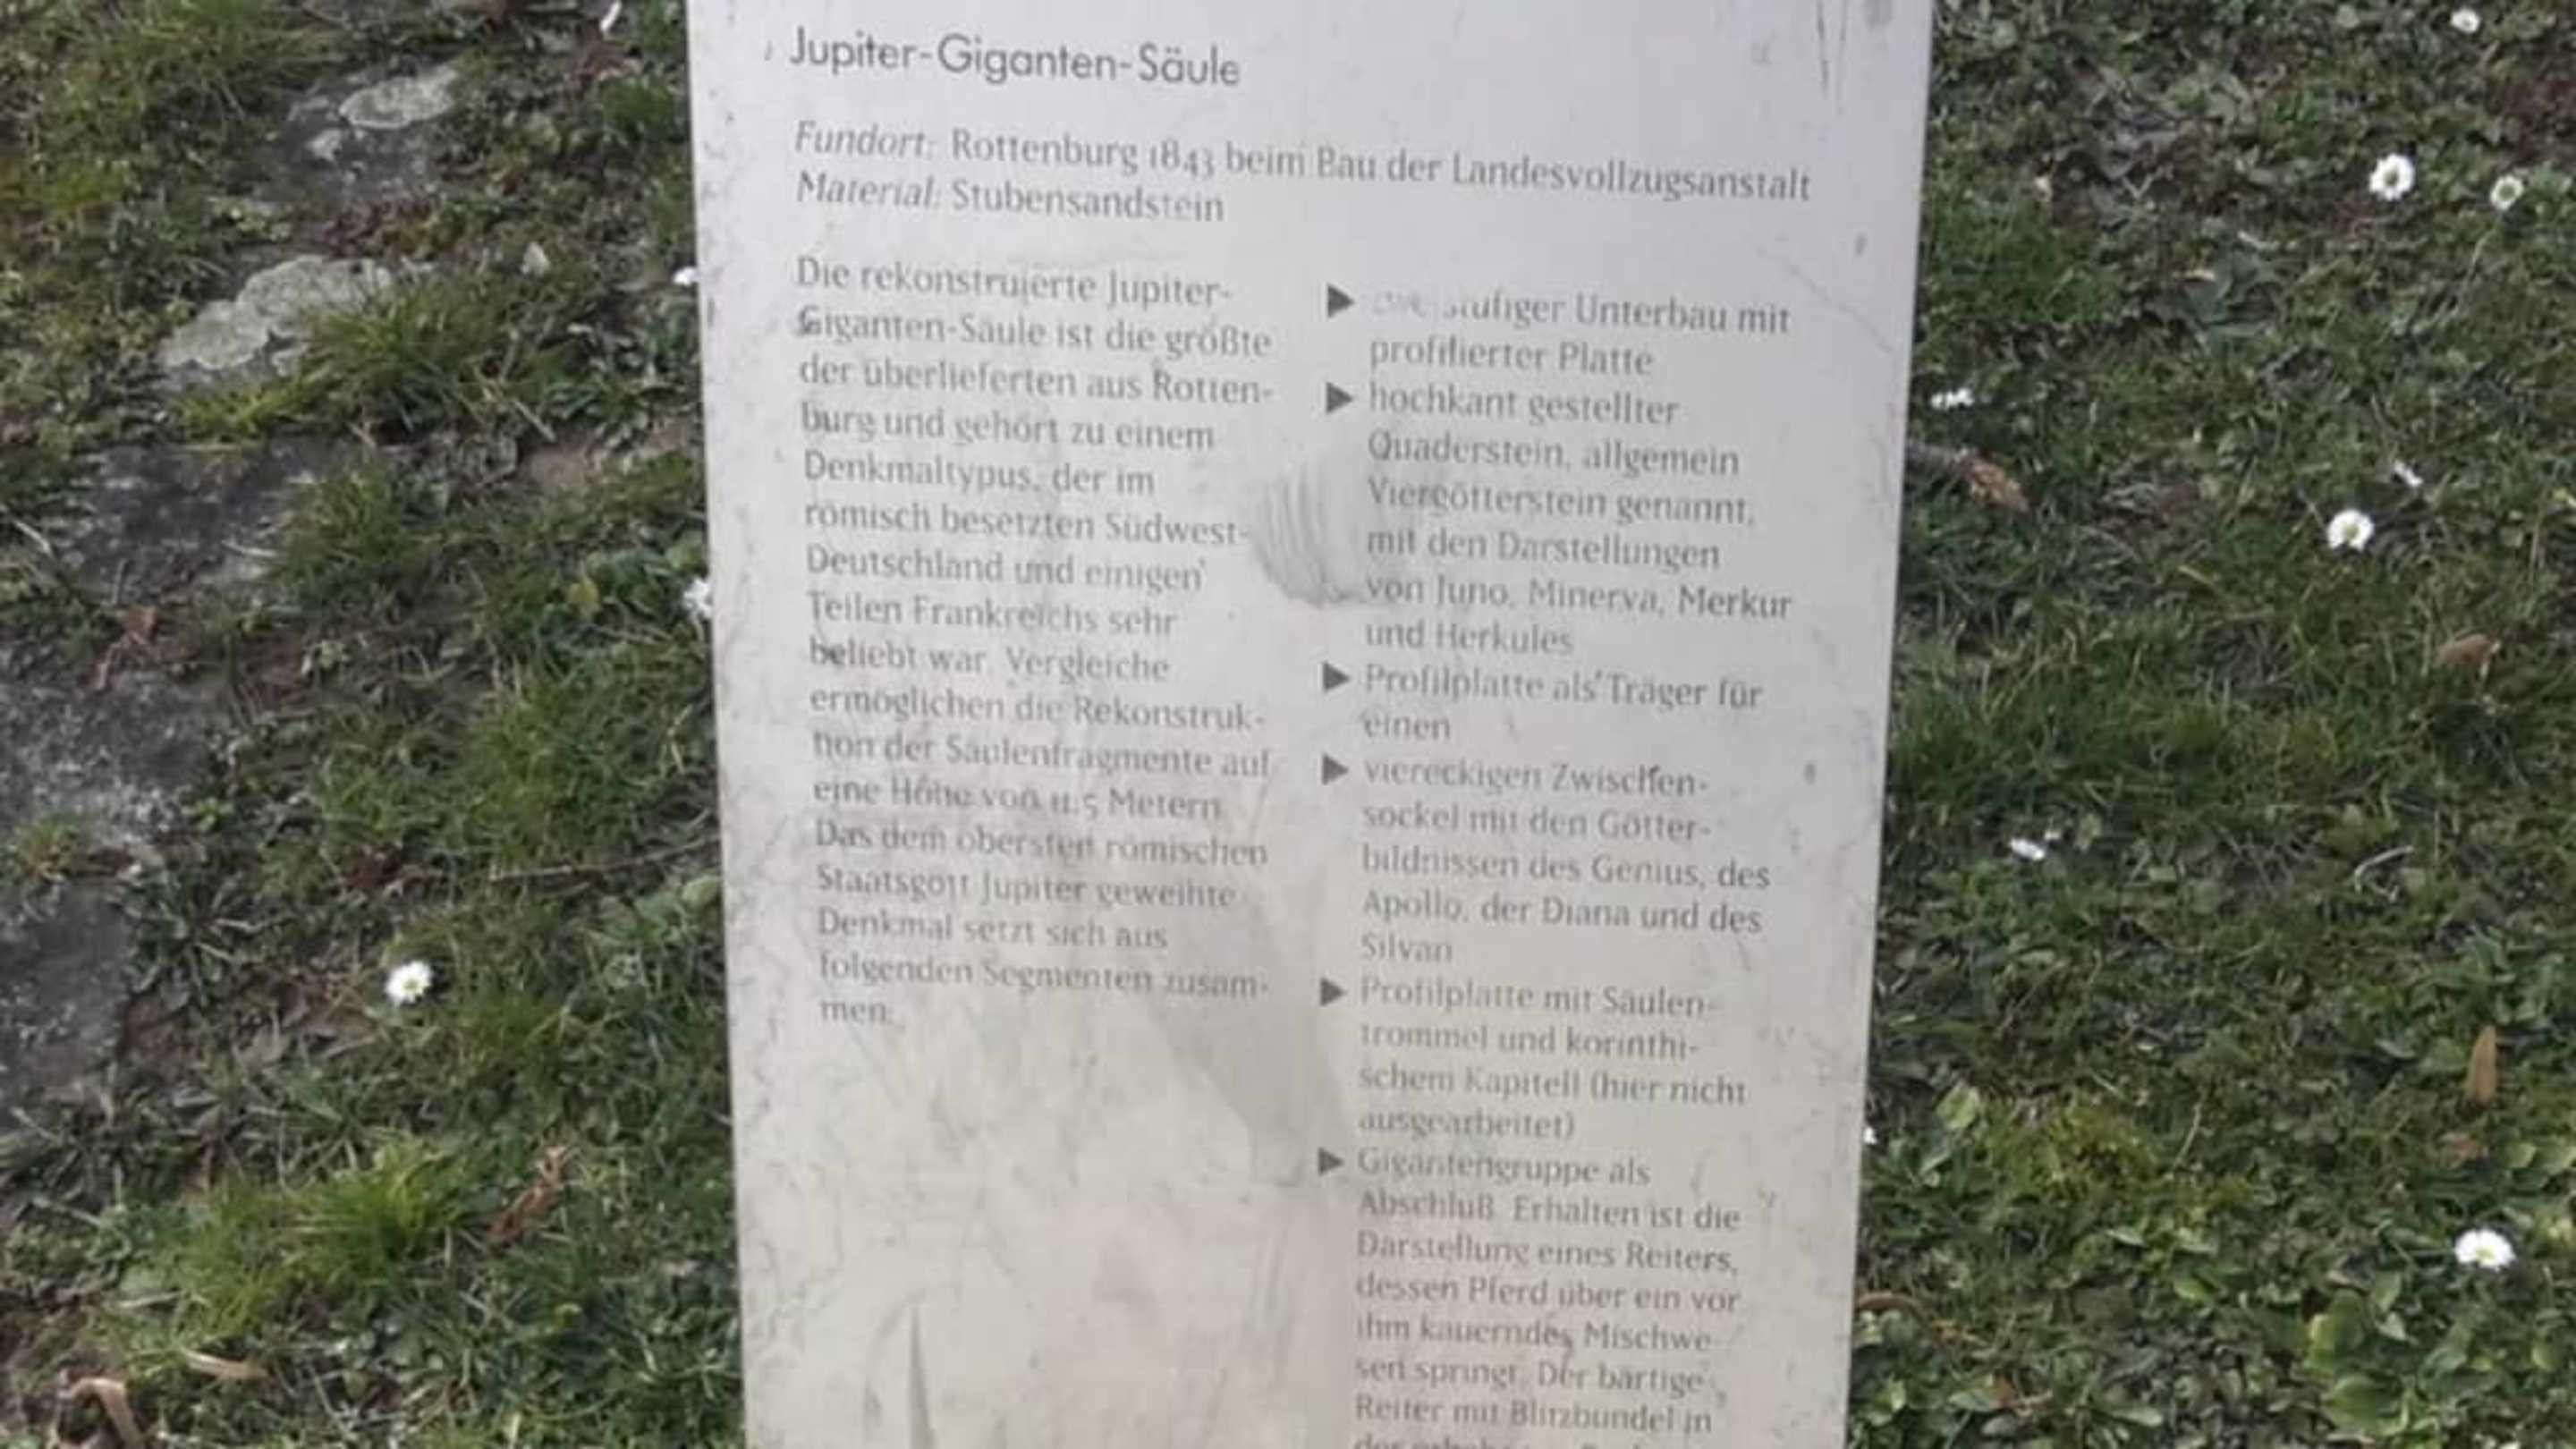 Jupiter-Giganten-Säule
Fundort: Rottenburg 1843 beim Bau der Landesvollzugsanstalt
Material: Stubensandstein
Die rekonstruierte Jupiter-
Giganten-Säule ist die größte
der überlieferten aus Rotten-
burg und gehört zu einem
Denkmaltypus, der im
römisch besetzten Südwest-
Deutschland und einigen
Teilen Frankreichs sehr
beliebt war. Vergleiche
ermöglichen die Rekonstruk-
tion der Säulenfragmente auf
eine Höhe von 11.5 Metern.
Das dem obersten römischen
Staatsgott Jupiter geweihte
Denkmal setzt sich aus
folgenden Segmenten zusam-
men:
▶ Unterbau mit
profilierter Platte
▶ hochkant gestellter
Quaderstein, allgemein
Viergötterstein genannt,
mit den Darstellungen
von Juno, Minerva, Merkur
und Herkules
▶ Profilplatte als Träger für
einen
▶ viereckigen Zwischen-
sockel mit den Götter-
bildnissen des Genius, des
Apollo, der Diana und des
Silvan
▶ Profilplatte mit Säulen-
trommel und korinthi-
schem Kapitell (hier nicht
ausgearbeitet)
▶ Gigantengruppe als
Abschluß. Erhalten ist die
Darstellung eines Reiters,
dessen Pferd über ein vor
ihm kauerndes Mischwe-
sen springt. Der bärtige
Reiter mit Blitzbündel in